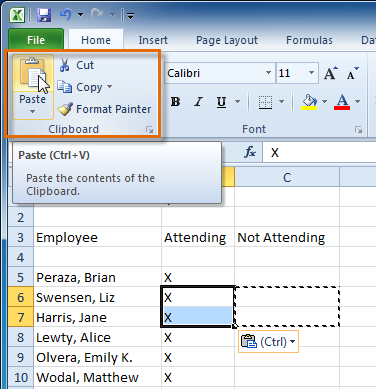 File Home Insert Page Layout Formulas
Cut
Copy
Format Painter
Paste
Clipboard
Calibri 11
B I U A
Font
Paste (Ctrl+V)
Paste the contents of the
Clipboard.
fx X
C
2
3 Employee Attending Not Attending
4
5 Peraza, Brian X
6 Swensen, Liz X
7 Harris, Jane X
(Ctrl)
8 Lewty, Alice X
9 Olvera, Emily K. X
10 Wodal, Matthew X